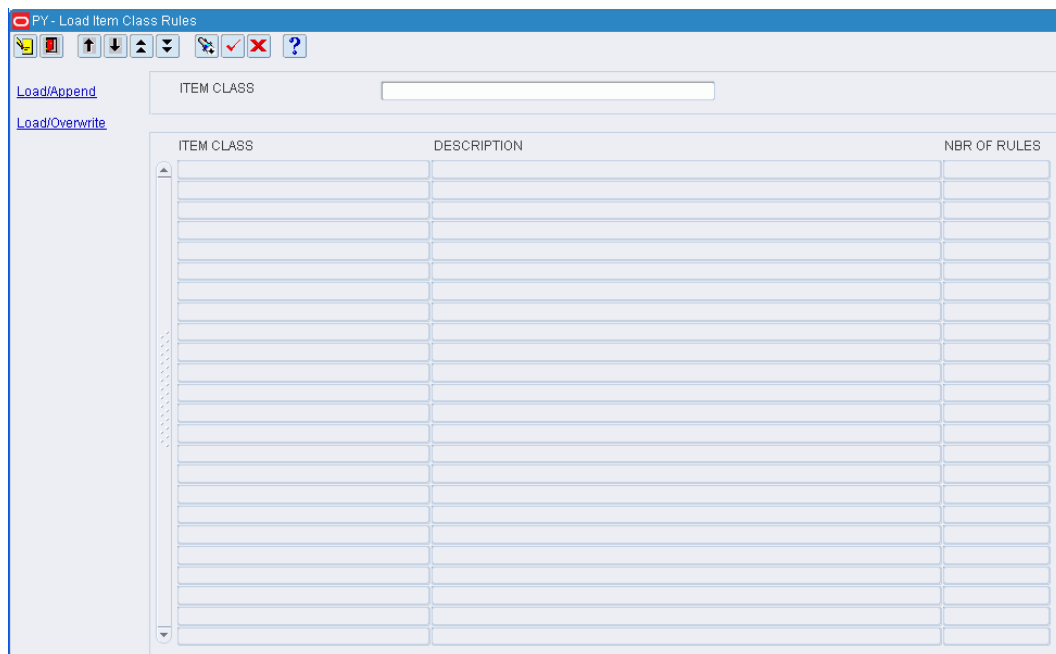 PY - Load Item Class Rules
Load/Append
ITEM CLASS
Load/Overwrite
ITEM CLASS DESCRIPTION NBR OF RULES